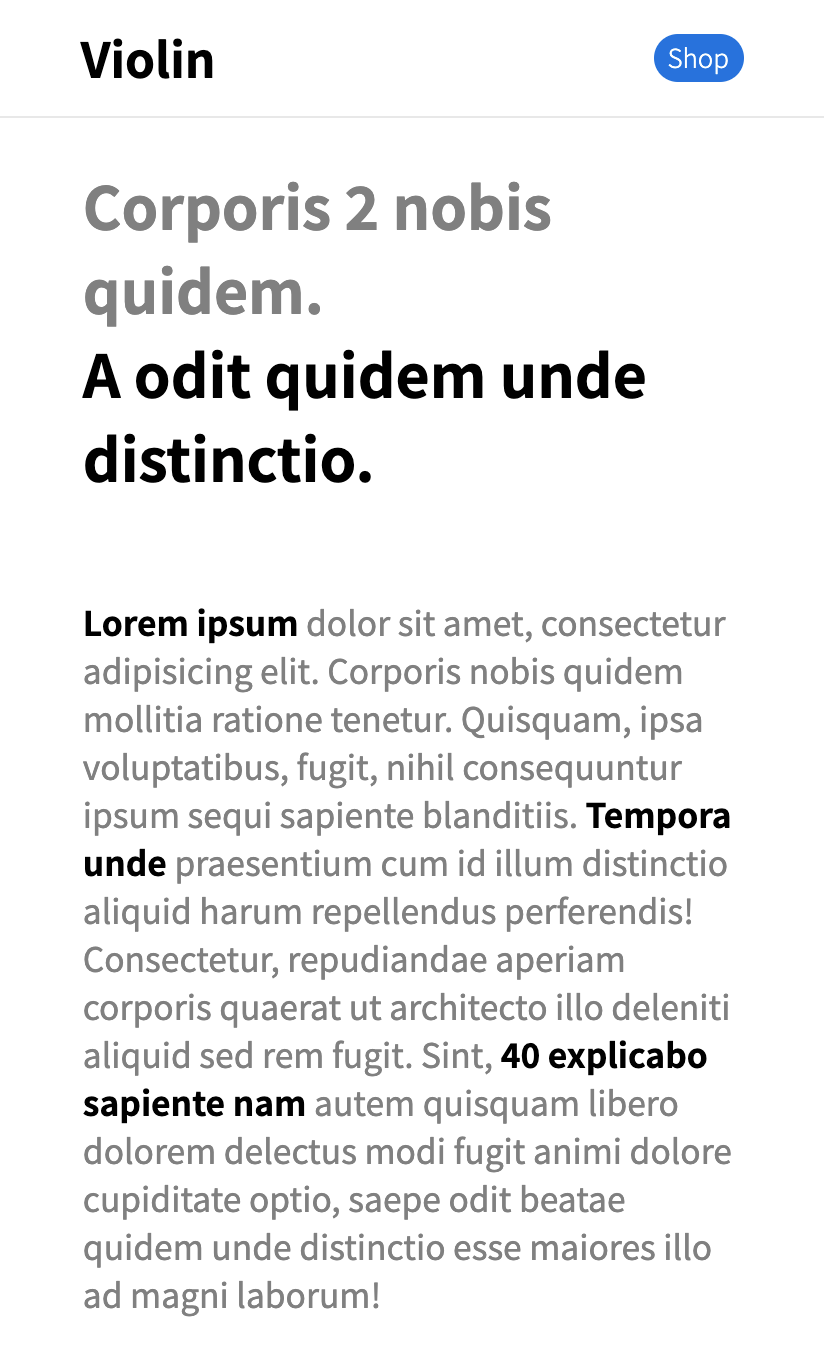 Violin
Shop
Corporis 2 nobis
quidem.
A odit quidem unde
distinctio.
Lorem ipsum dolor sit amet, consectetur
adipisicing elit. Corporis nobis quidem
mollitia ratione tenetur. Quisquam, ipsa
voluptatibus, fugit, nihil consequuntur
ipsum sequi sapiente blanditiis. Tempora
unde praesentium cum id illum distinctio
aliquid harum repellendus perferendis!
Consectetur, repudiandae aperiam
corporis quaerat ut architecto illo deleniti
aliquid sed rem fugit. Sint, 40 explicabo
sapiente nam autem quisquam libero
dolorem delectus modi fugit animi dolore
cupiditate optio, saepe odit beatae
quidem unde distinctio esse maiores illo
ad magni laborum!